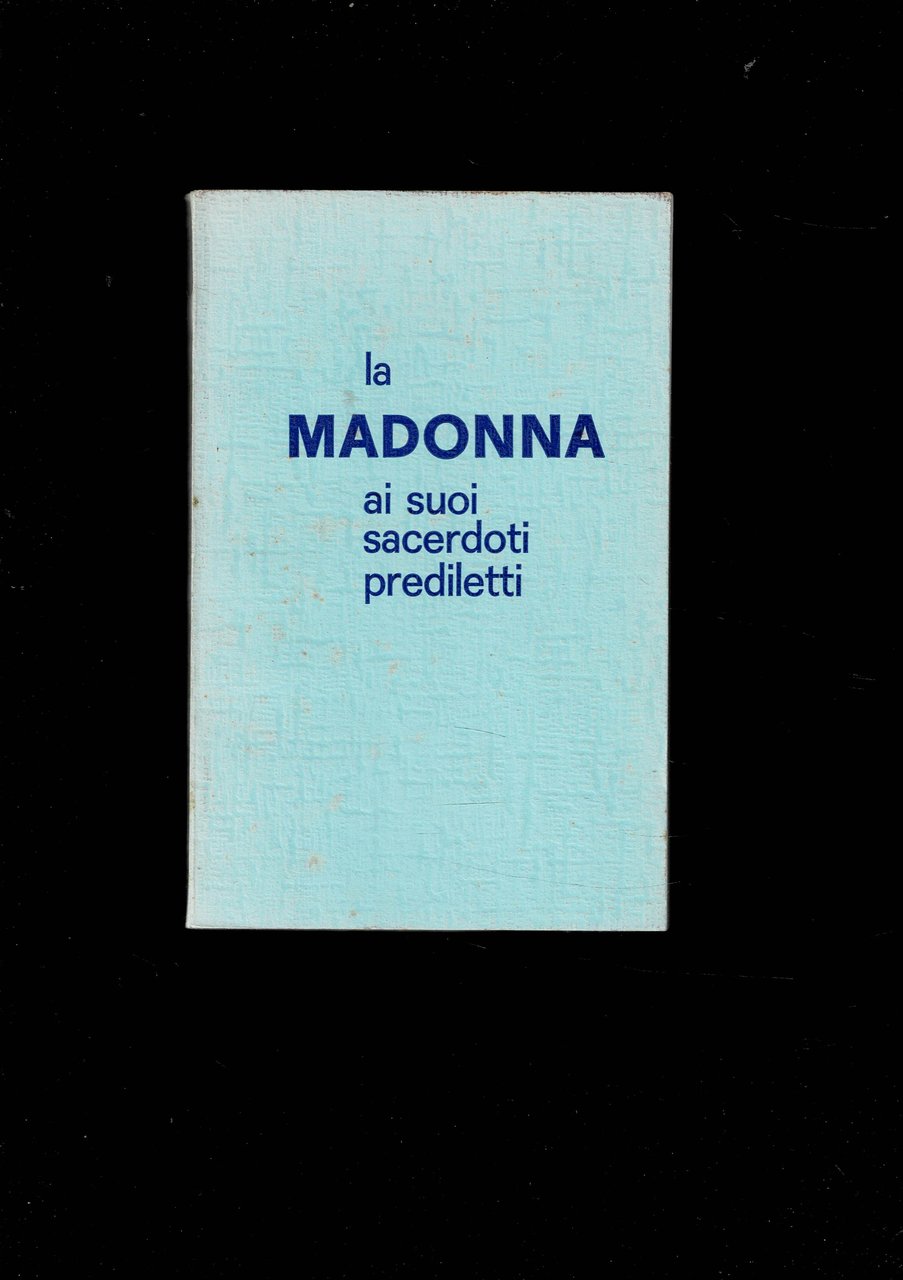 la
MADONNA
ai suoi
sacerdoti
prediletti